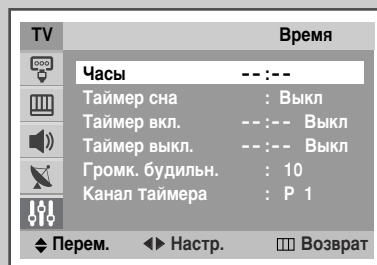 TV Время
Часы --:--
Таймер сна : Выкл
Таймер вкл. --:-- Выкл
Таймер выкл. --:-- Выкл
Громк. будильн. : 10
Канал таймера : P 1
Перем. Настр. Возврат